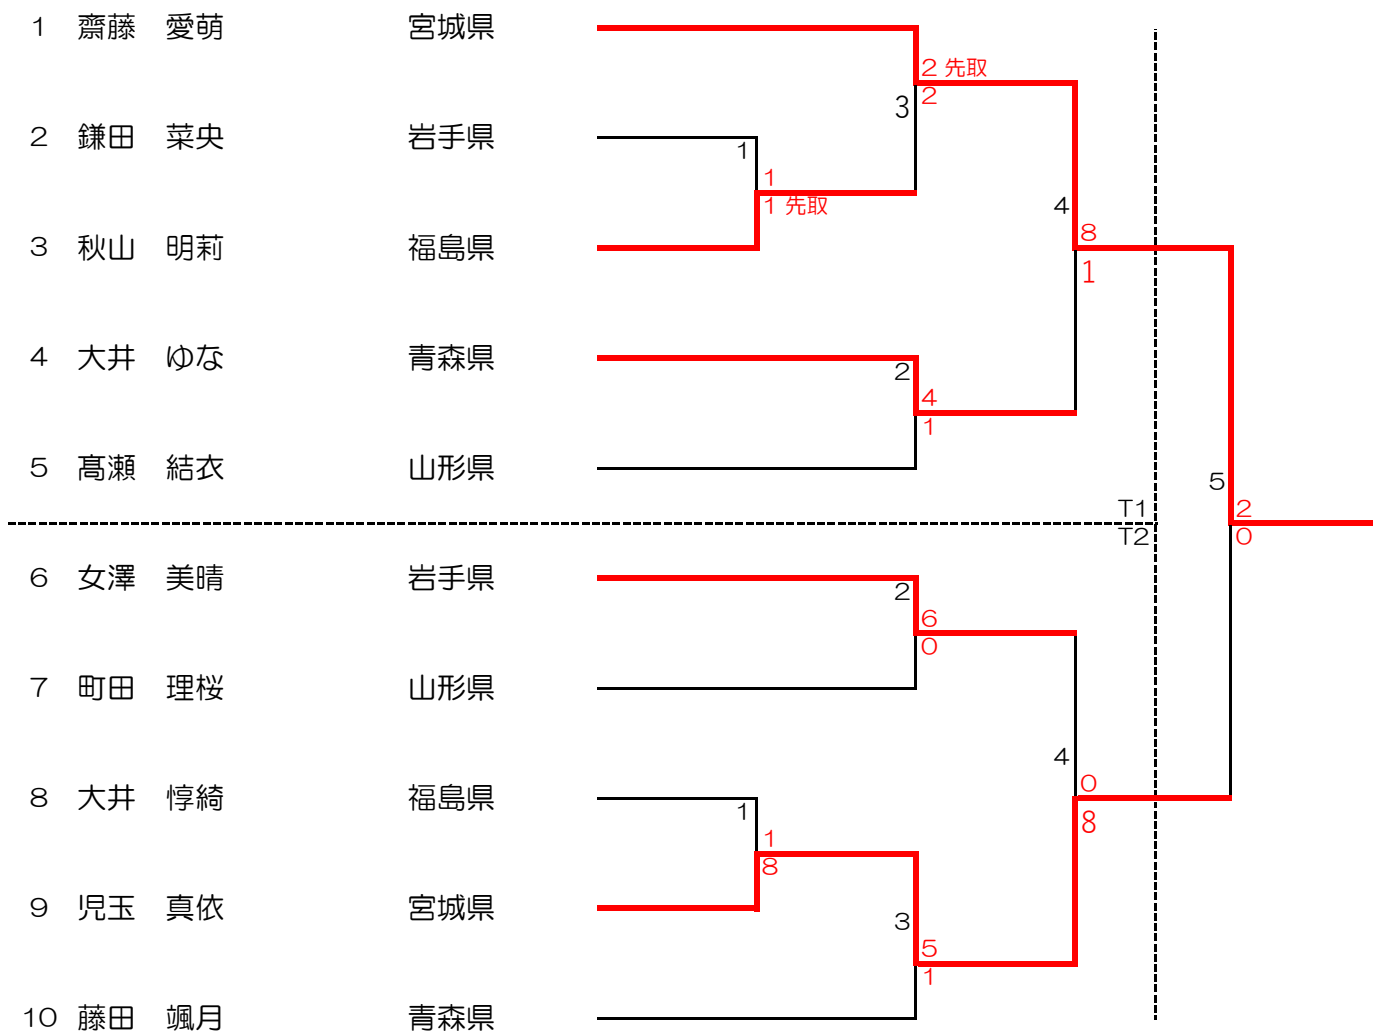 1 齋藤 愛萌 宮城県
2 先取
2
3
2 鎌田 菜央 岩手県
1
1
1 先取
4
8
1
3 秋山 明莉 福島県
4 大井 ゆな 青森県
2
4
1
5 髙瀬 結衣 山形県
5
T1
2
T2
0
6 女澤 美晴 岩手県
2
6
0
7 町田 理桜 山形県
4
0
8
8 大井 惇綺 福島県
1
1
8
9 児玉 真依 宮城県
3
5
1
10 藤田 颯月 青森県